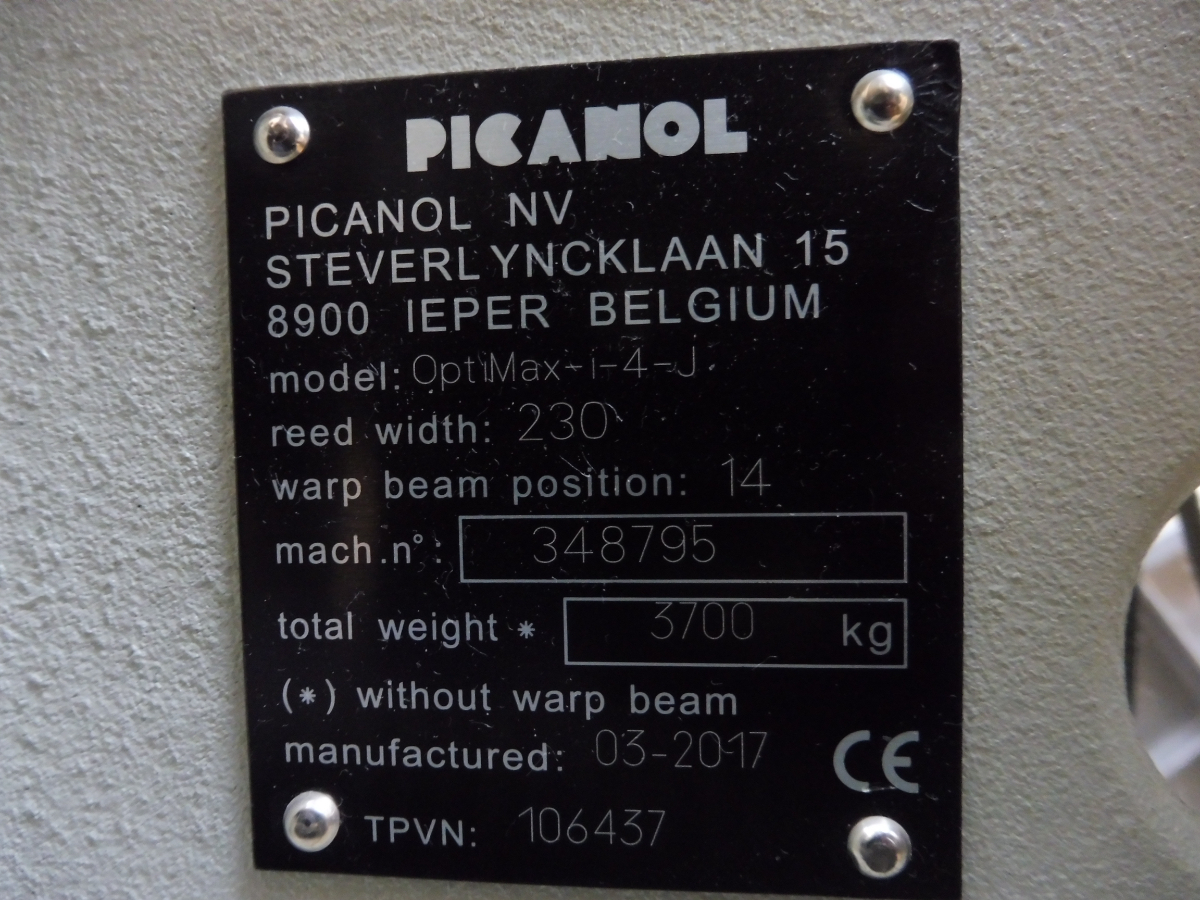 PICANOL
PICANOL NV
STEVERLYNCKLAAN 15
8900 IEPER BELGIUM
model: OptiMax-i-4-J
reed width: 230
warp beam position: 14
mach.n°: 348795
total weight * 3700 kg
(*) without warp beam
manufactured: 03-2017 CE
TPVN: 106437